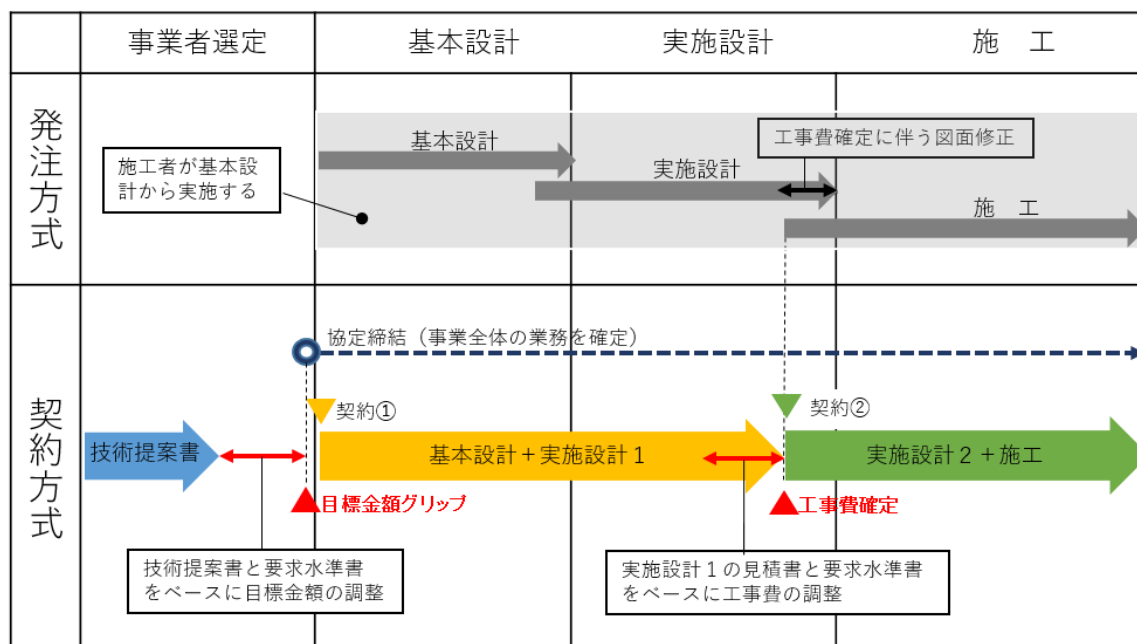 事業者選定
基本設計
実施設計
施　工
発注方式
施工者が基本設
計から実施する
基本設計
実施設計
工事費確定に伴う図面修正
施　工
契約方式
協定締結（事業全体の業務を確定）
契約①
契約②
技術提案書
基本設計＋実施設計１
実施設計２＋施工
目標金額グリップ
工事費確定
技術提案書と要求水準書
をベースに目標金額の調整
実施設計１の見積書と要求水準書
をベースに工事費の調整